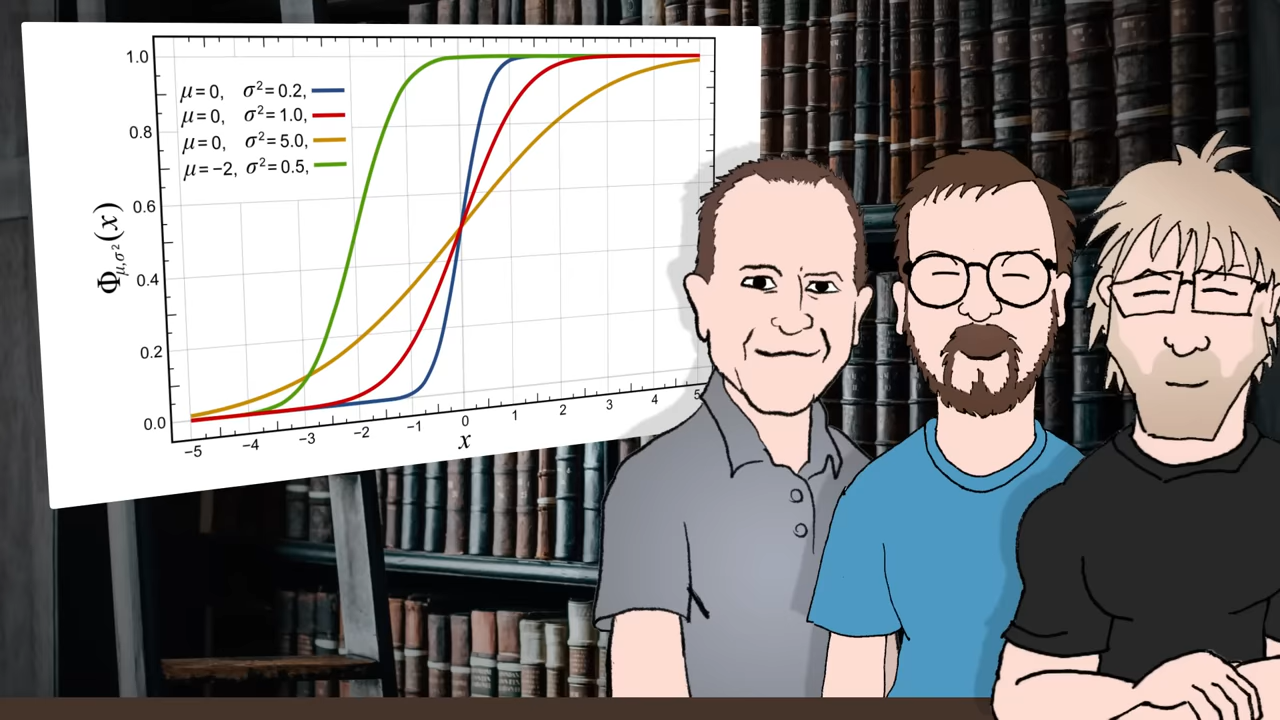 μ=0, σ²=0.2,
μ=0, σ²=1.0,
μ=0, σ²=5.0,
μ=−2, σ²=0.5,
1.0
0.8
0.6
0.4
0.2
0.0
Φμ,σ²(x)
−5 −4 −3 −2 −1 0 1 2 3 4 5
x